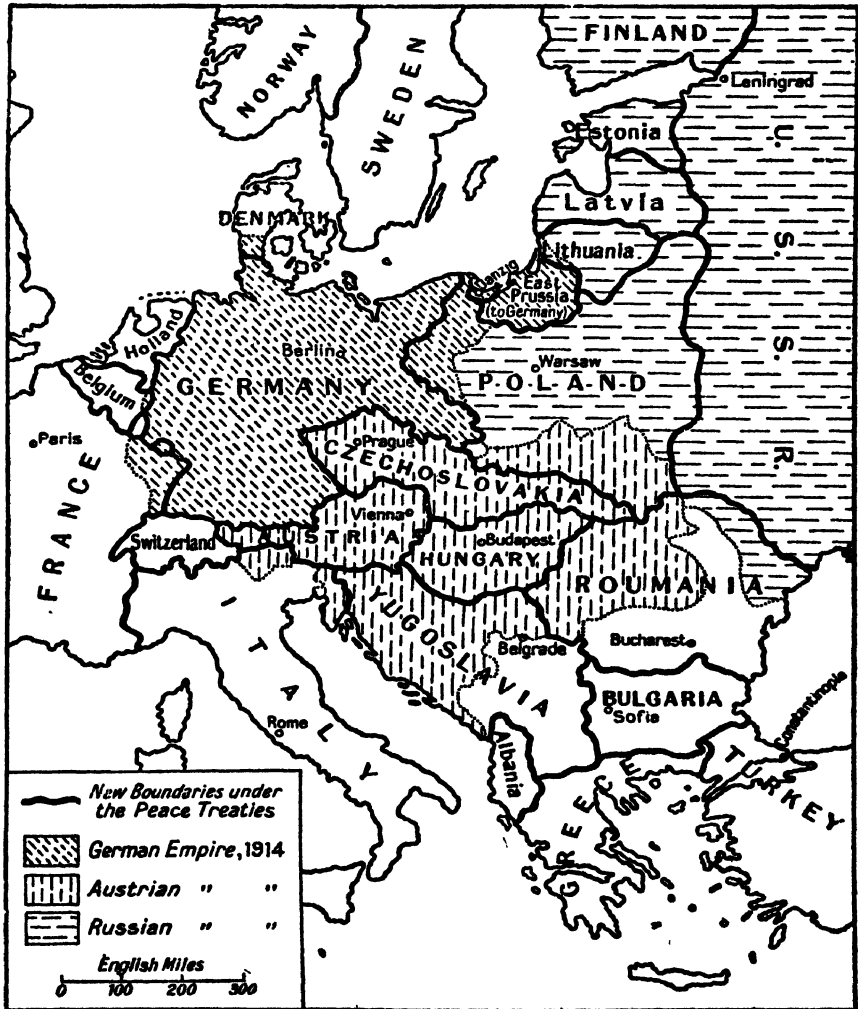 FINLAND
NORWAY
SWEDEN
Leningrad
Estonia
U. S. S. R.
Latvia
DENMARK
Lithuania
Danzig
East
Prussia
(to Germany)
Holland
Berlin
Warsaw
GERMANY
POLAND
Belgium
Paris
Prague
CZECHOSLOVAKIA
FRANCE
Vienna
Switzerland
AUSTRIA
Budapest
HUNGARY
ROUMANIA
ITALY
YUGOSLAVIA
Belgrade
Bucharest
BULGARIA
Sofia
Constantinople
Rome
Albania
TURKEY
GREECE
New Boundaries under
the Peace Treaties
German Empire, 1914
Austrian " "
Russian " "
English Miles
0 100 200 300